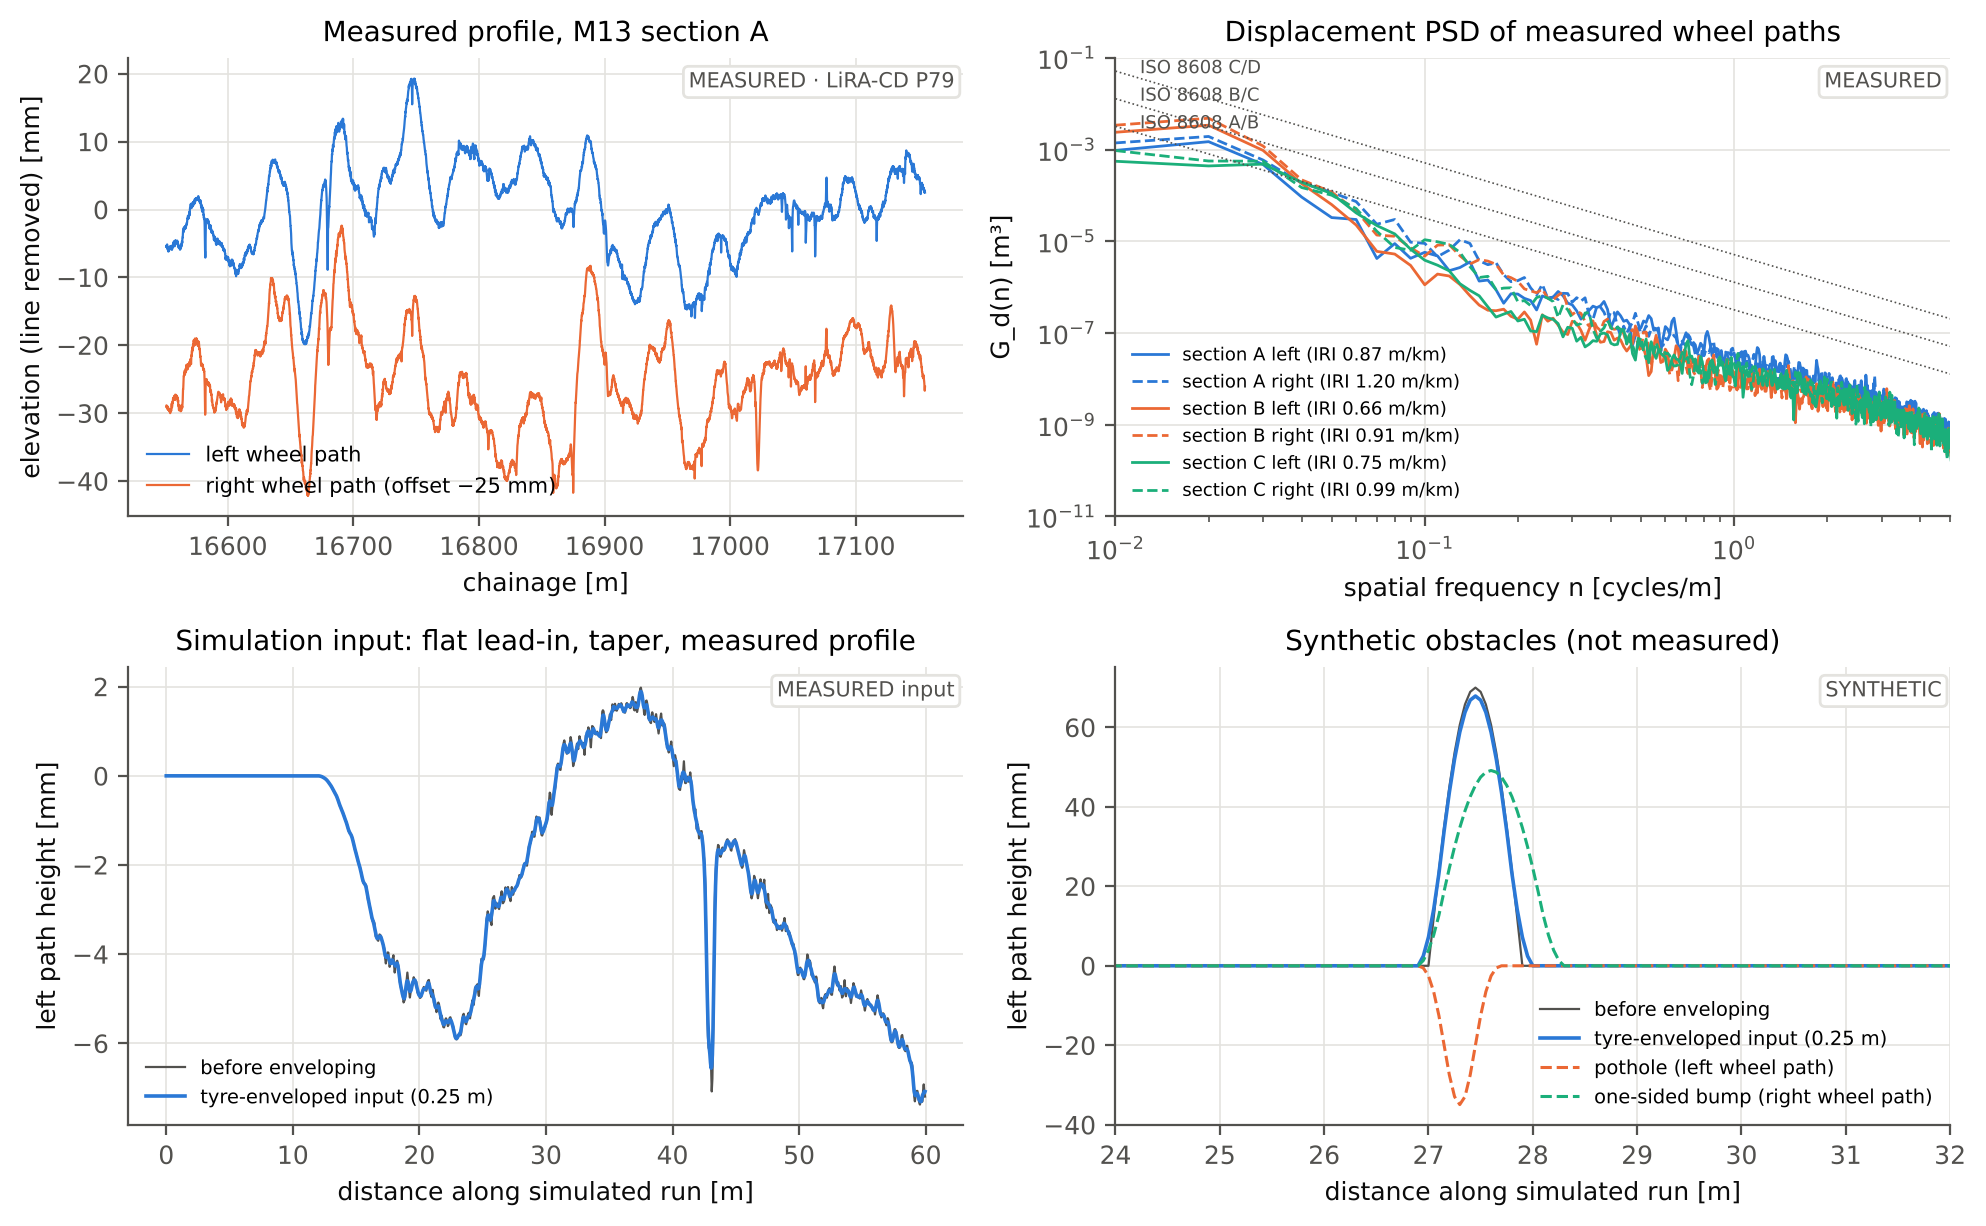 Measured profile, M13 section A
MEASURED · LiRA-CD P79
elevation (line removed) [mm]
20
10
0
−10
−20
−30
−40
left wheel path
right wheel path (offset −25 mm)
16600 16700 16800 16900 17000 17100
chainage [m]
Displacement PSD of measured wheel paths
MEASURED
ISO 8608 C/D
ISO 8608 B/C
ISO 8608 A/B
G_d(n) [m³]
10⁻¹
10⁻³
10⁻⁵
10⁻⁷
10⁻⁹
10⁻¹¹
section A left (IRI 0.87 m/km)
section A right (IRI 1.20 m/km)
section B left (IRI 0.66 m/km)
section B right (IRI 0.91 m/km)
section C left (IRI 0.75 m/km)
section C right (IRI 0.99 m/km)
10⁻² 10⁻¹ 10⁰
spatial frequency n [cycles/m]
Simulation input: flat lead-in, taper, measured profile
MEASURED input
left path height [mm]
2
0
−2
−4
−6
before enveloping
tyre-enveloped input (0.25 m)
0 10 20 30 40 50 60
distance along simulated run [m]
Synthetic obstacles (not measured)
SYNTHETIC
left path height [mm]
60
40
20
0
−20
−40
before enveloping
tyre-enveloped input (0.25 m)
pothole (left wheel path)
one-sided bump (right wheel path)
24 25 26 27 28 29 30 31 32
distance along simulated run [m]